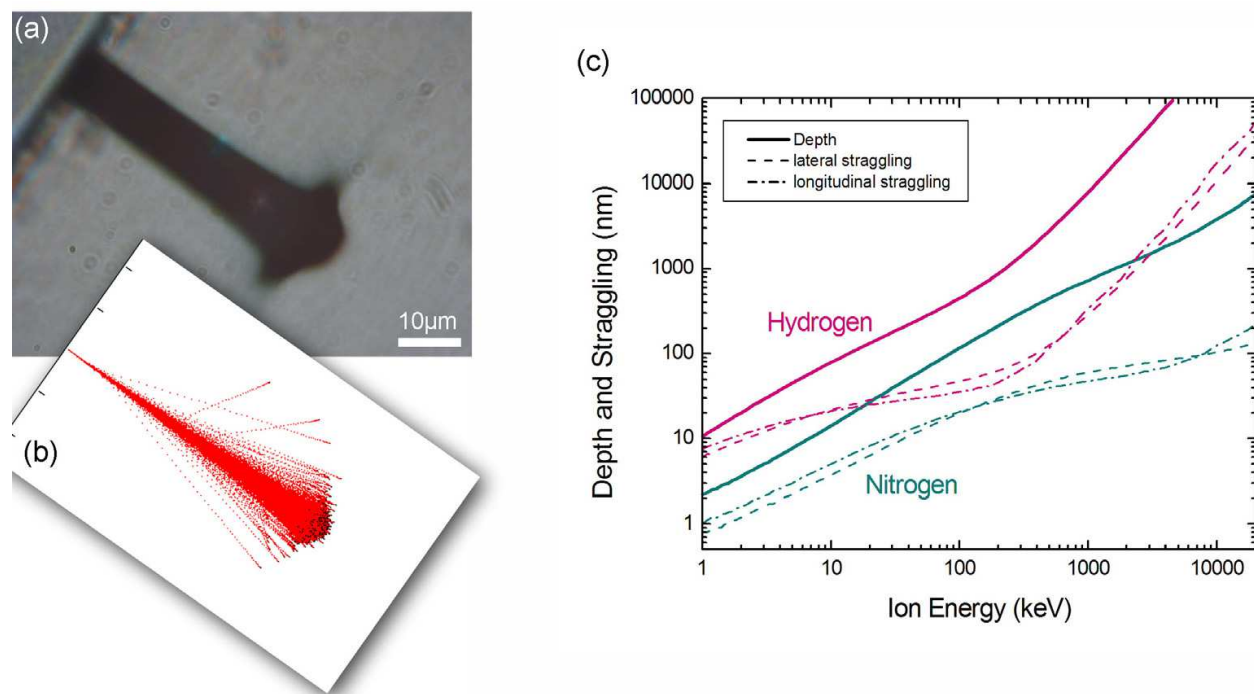 (a)
10µm
(b)
(c)
Depth and Straggling (nm)
100000
10000
1000
100
10
1
Depth
lateral straggling
longitudinal straggling
Hydrogen
Nitrogen
1
10
100
1000
10000
Ion Energy (keV)